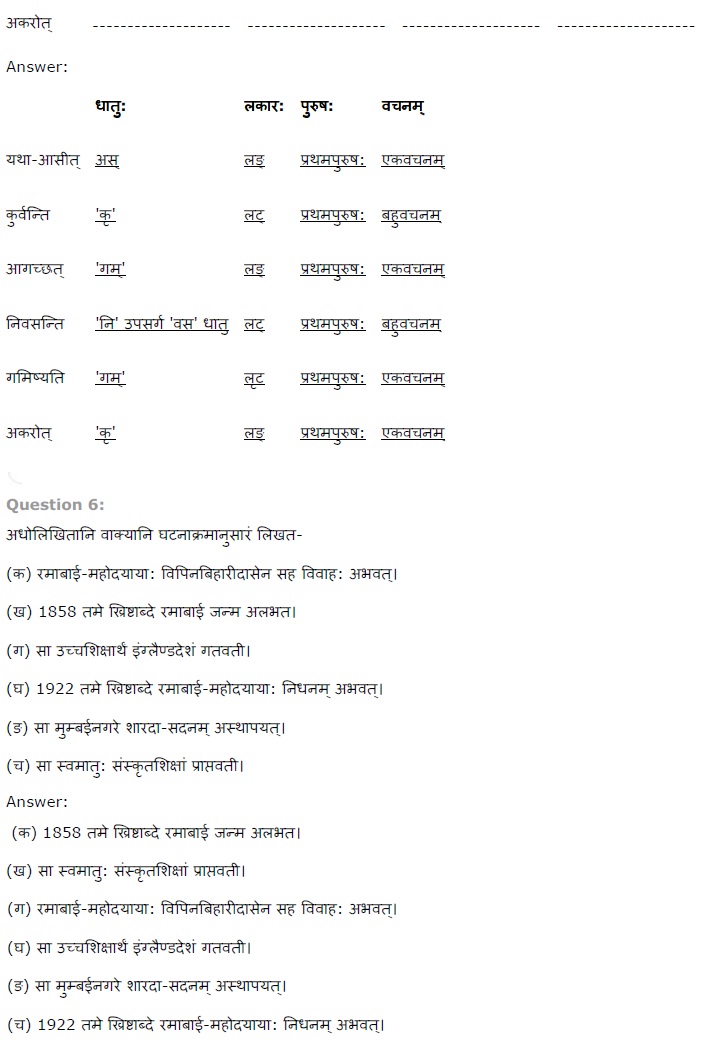 अकरोत् -------------------- -------------------- -------------------- --------------------
Answer:
धातु: लकार: पुरुष: वचनम्
यथा-आसीत् अस् लङ् प्रथमपुरुष: एकवचनम्
कुर्वन्ति 'कृ' लट् प्रथमपुरुष: बहुवचनम्
आगच्छत् 'गम्' लङ् प्रथमपुरुष: एकवचनम्
निवसन्ति 'नि' उपसर्ग 'वस' धातु लट् प्रथमपुरुष: बहुवचनम्
गमिष्यति 'गम्' लृट प्रथमपुरुष: एकवचनम्
अकरोत् 'कृ' लङ् प्रथमपुरुष: एकवचनम्
Question 6:
अधोलिखितानि वाक्यानि घटनाक्रमानुसारं लिखत-
(क) रमाबाई-महोदयाया: विपिनबिहारीदासेन सह विवाह: अभवत्।
(ख) 1858 तमे ख्रिष्टाब्दे रमाबाई जन्म अलभत।
(ग) सा उच्चशिक्षार्थं इंग्लैण्डदेशं गतवती।
(घ) 1922 तमे ख्रिष्टाब्दे रमाबाई-महोदयाया: निधनम् अभवत्।
(ङ) सा मुम्बईनगरे शारदा-सदनम् अस्थापयत्।
(च) सा स्वमातु: संस्कृतशिक्षां प्राप्तवती।
Answer:
(क) 1858 तमे ख्रिष्टाब्दे रमाबाई जन्म अलभत।
(ख) सा स्वमातु: संस्कृतशिक्षां प्राप्तवती।
(ग) रमाबाई-महोदयाया: विपिनबिहारीदासेन सह विवाह: अभवत्।
(घ) सा उच्चशिक्षार्थं इंग्लैण्डदेशं गतवती।
(ङ) सा मुम्बईनगरे शारदा-सदनम् अस्थापयत्।
(च) 1922 तमे ख्रिष्टाब्दे रमाबाई-महोदयाया: निधनम् अभवत्।